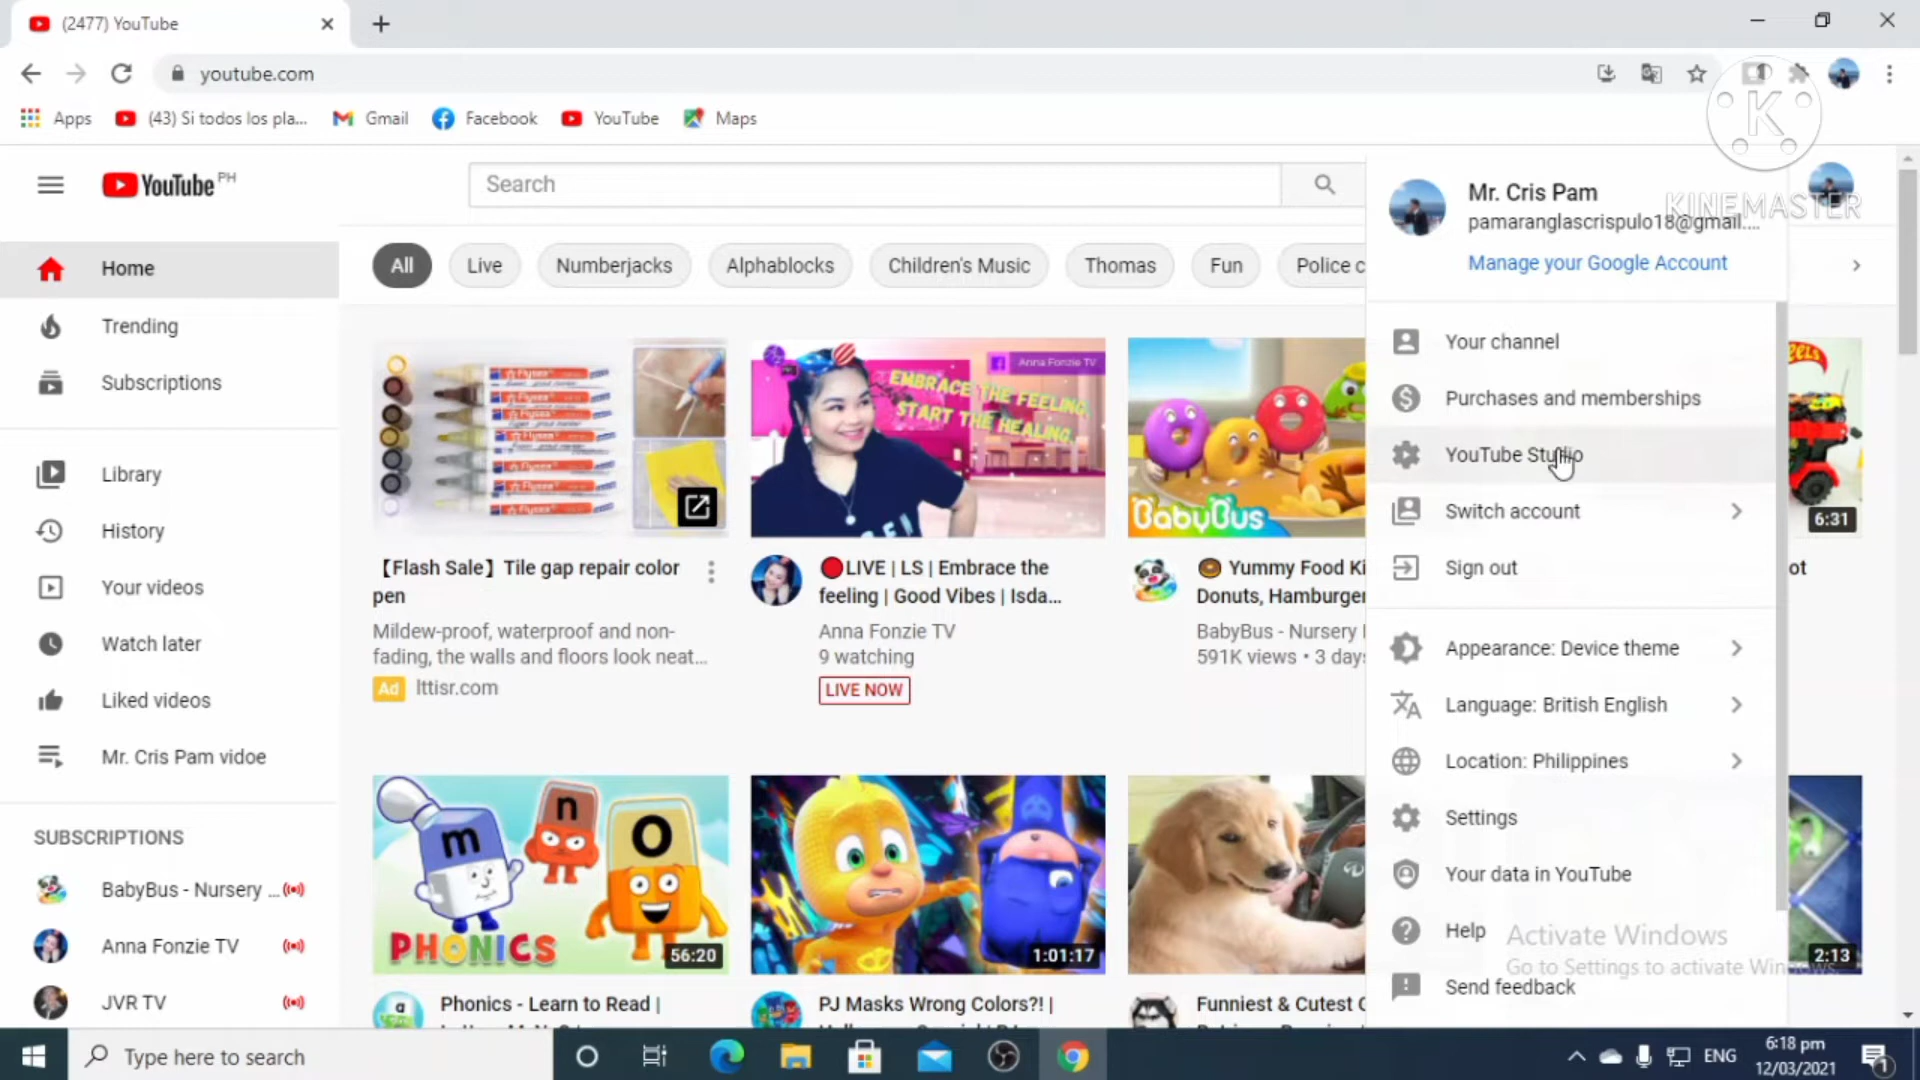 (2477) YouTube
youtube.com
Apps
(43) Si todos los pla...
Gmail
Facebook
YouTube
Maps
YouTube PH
Search
Mr. Cris Pam
pamaranglascrispulo18@gmail....
Manage your Google Account
K
KINEMASTER
Home
Trending
Subscriptions
Library
History
Your videos
Watch later
Liked videos
Mr. Cris Pam vidoe
SUBSCRIPTIONS
BabyBus - Nursery ...
Anna Fonzie TV
JVR TV
All
Live
Numberjacks
Alphablocks
Children's Music
Thomas
Fun
Police c
Anna Fonzie TV
EMBRACE THE FEELING,
START THE HEALING.
BabyBus
6:31
【Flash Sale】Tile gap repair color
pen
Mildew-proof, waterproof and non-
fading, the walls and floors look neat...
Ad lttisr.com
LIVE | LS | Embrace the
feeling | Good Vibes | Isda...
Anna Fonzie TV
9 watching
LIVE NOW
Yummy Food Ki
Donuts, Hamburger
BabyBus - Nursery
591K views • 3 days
ot
m
n
o
PHONICS
56:20
1:01:17
2:13
Phonics - Learn to Read |
PJ Masks Wrong Colors?! |
Funniest & Cutest
Your channel
Purchases and memberships
YouTube Studio
Switch account
Sign out
Appearance: Device theme
Language: British English
Location: Philippines
Settings
Your data in YouTube
Help
Send feedback
Activate Windows
Go to Settings to activate Windows.
Type here to search
ENG
6:18 pm
12/03/2021
1